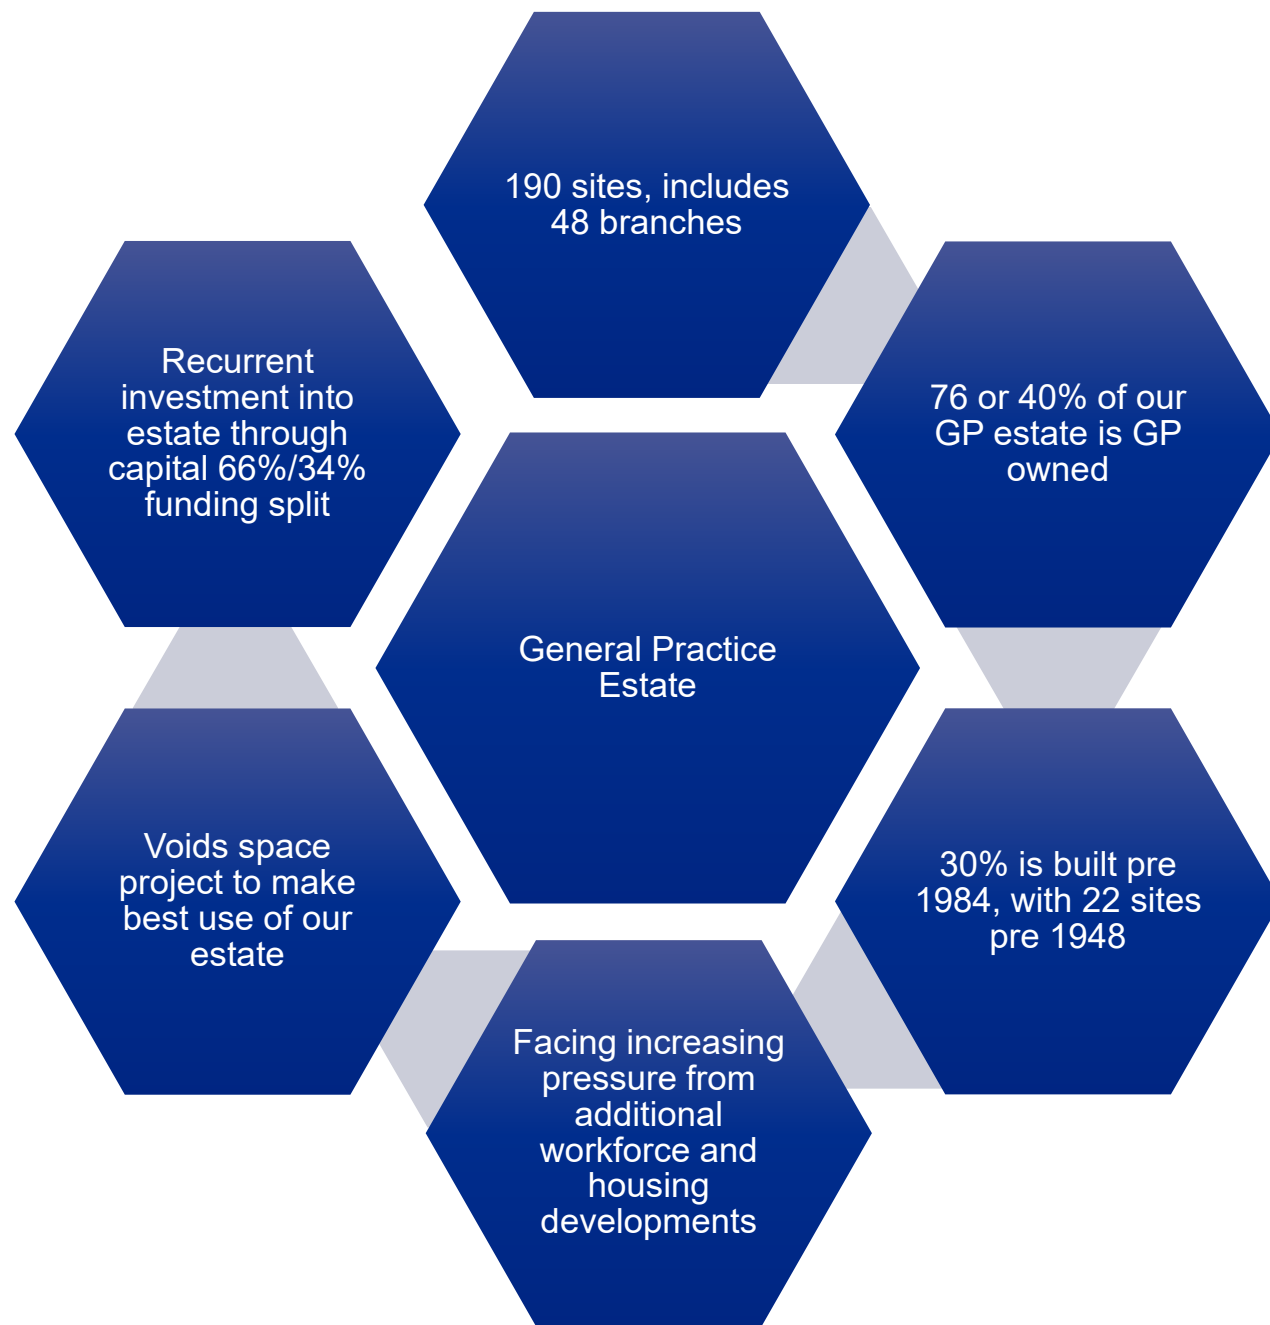 190 sites, includes
48 branches
76 or 40% of our
GP estate is GP
owned
30% is built pre
1984, with 22 sites
pre 1948
Facing increasing
pressure from
additional
workforce and
housing
developments
Voids space
project to make
best use of our
estate
Recurrent
investment into
estate through
capital 66%/34%
funding split
General Practice
Estate